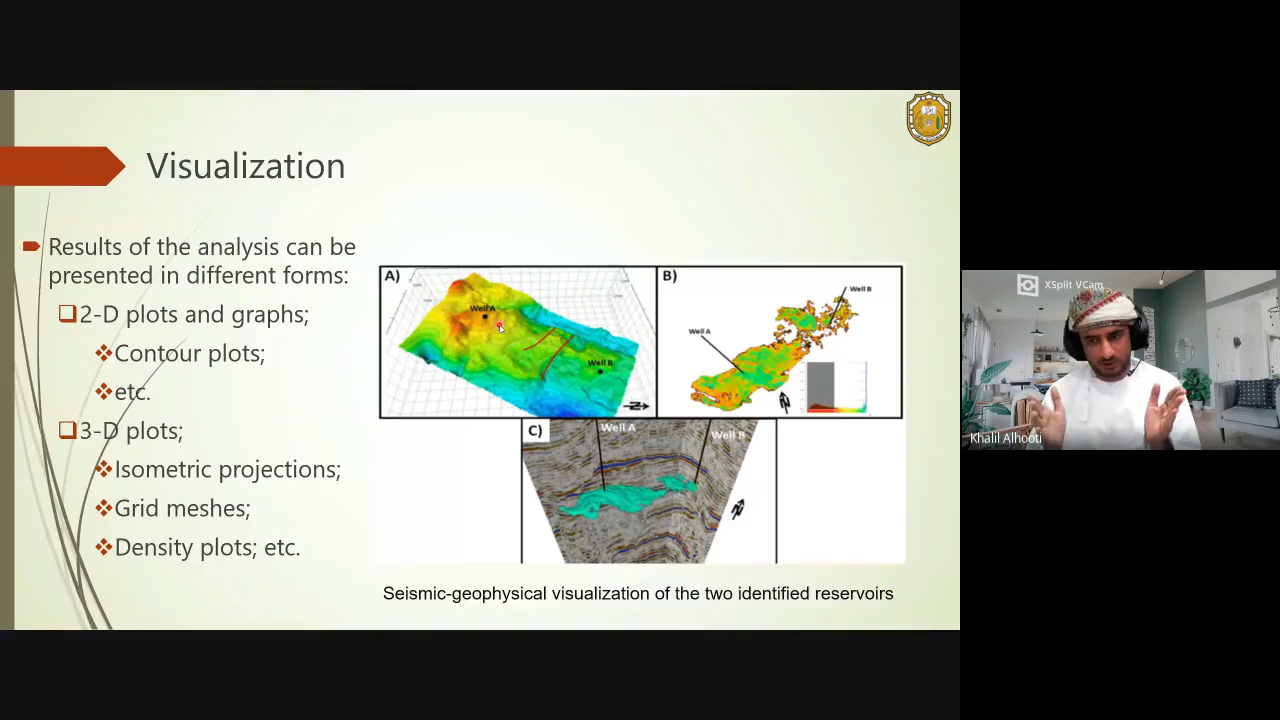 Visualization
Results of the analysis can be
presented in different forms:
2-D plots and graphs;
Contour plots;
etc.
3-D plots;
Isometric projections;
Grid meshes;
Density plots; etc.
A)
Well A
Well B
N
B)
Well B
Well A
N
C)
Well A
Well B
N
Seismic-geophysical visualization of the two identified reservoirs
XSplit VCam
Khalil Alhooti